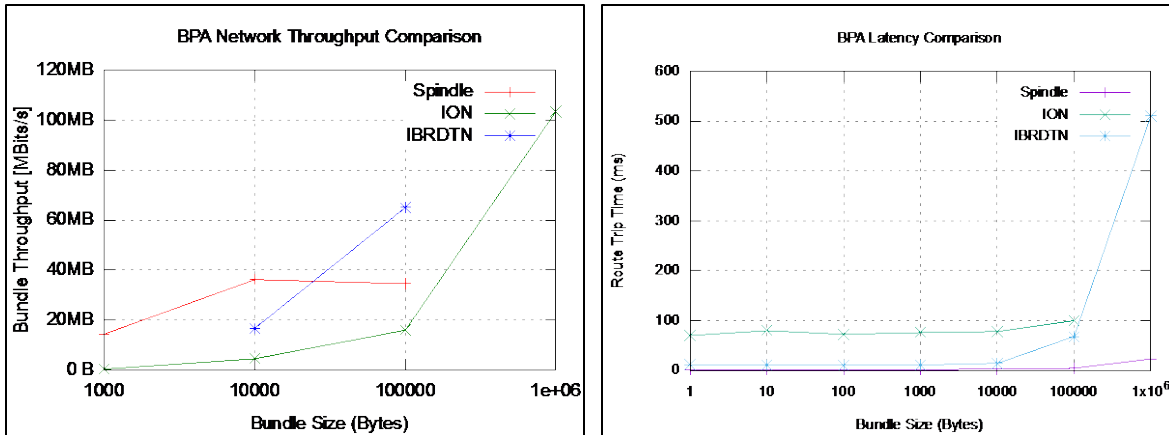 BPA Network Throughput Comparison
120MB
100MB
80MB
60MB
40MB
20MB
0 B
Bundle Throughput [MBits/s]
Spindle
ION
IBRDTN
1000 10000 100000 1e+06
Bundle Size (Bytes)
BPA Latency Comparison
600
500
400
300
200
100
0
Route Trip Time (ms)
Spindle
ION
IBRDTN
1 10 100 1000 10000 100000 1x10⁶
Bundle Size (Bytes)